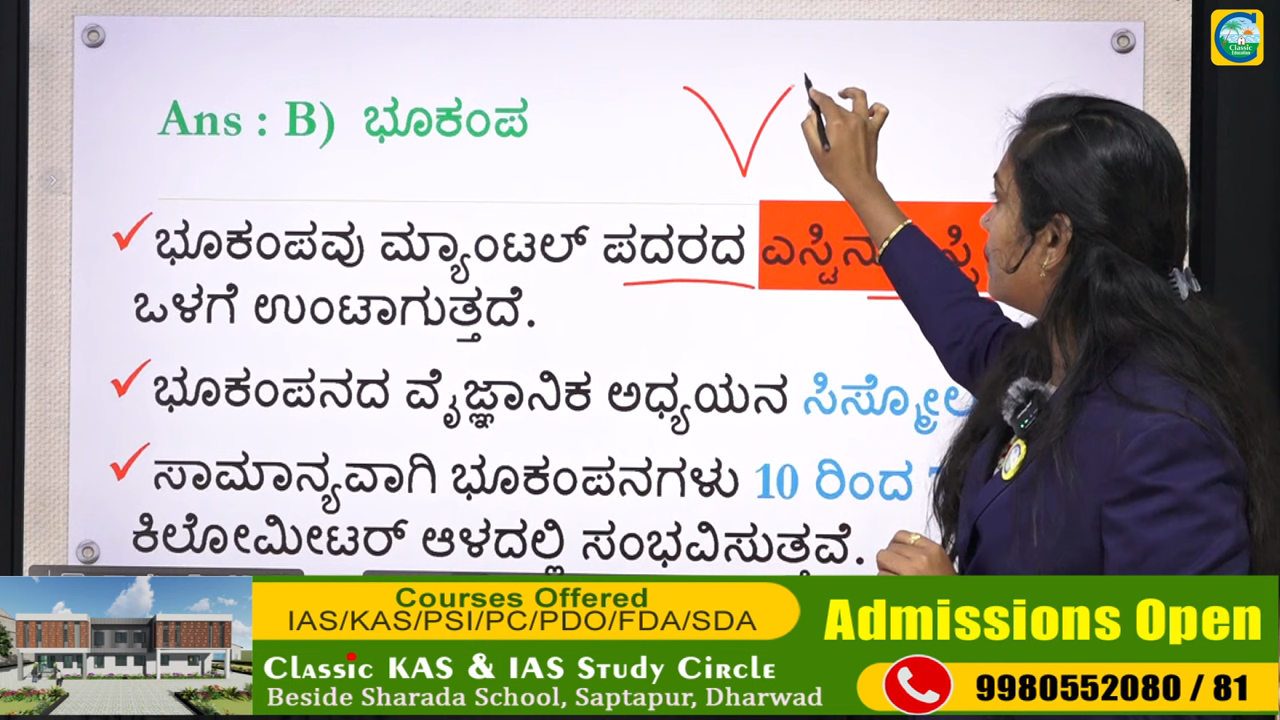 Classic
Education
Ans : B) ಭೂಕಂಪ
ಭೂಕಂಪವು ಮ್ಯಾಂಟಲ್ ಪದರದ
ಒಳಗೆ ಉಂಟಾಗುತ್ತದೆ.
ಭೂಕಂಪನದ ವೈಜ್ಞಾನಿಕ ಅಧ್ಯಯನ
ಸಾಮಾನ್ಯವಾಗಿ ಭೂಕಂಪನಗಳು 10 ರಿಂದ
ಕಿಲೋಮೀಟರ್ ಆಳದಲ್ಲಿ ಸಂಭವಿಸುತ್ತವೆ.
Courses Offered
IAS/KAS/PSI/PC/PDO/FDA/SDA
Classic KAS & IAS Study Circle
Beside Sharada School, Saptapur, Dharwad
Admissions Open
9980552080 / 81